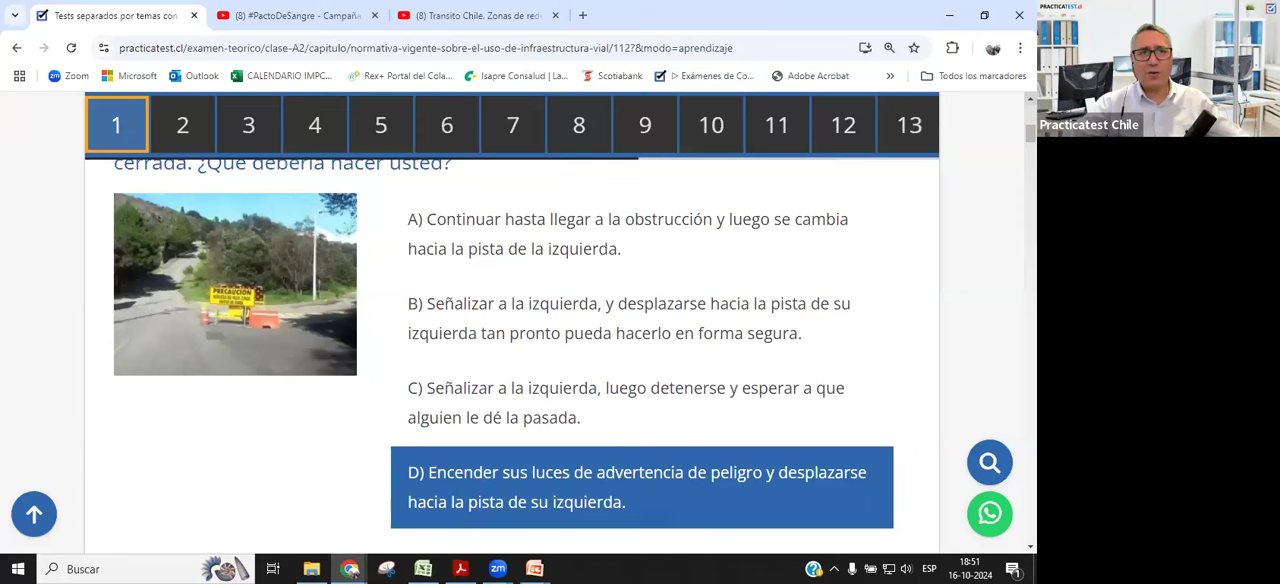 Tests separados por temas con
(8) #PactoDeSangre - Campaña
(8) Transito Chile. Zonas de red
practicatest.cl/examen-teorico/clase-A2/capitulo/normativa-vigente-sobre-el-uso-de-infraestructura-vial/112?&modo=aprendizaje
Zoom
Microsoft
Outlook
CALENDARIO IMPC...
Rex+ Portal del Cola...
Isapre Consalud | La...
Scotiabank
▷ Exámenes de Co...
Adobe Acrobat
Todos los marcadores
1 2 3 4 5 6 7 8 9 10 11 12 13
cerrada. ¿Qué debería hacer usted?
PRECAUCION
A) Continuar hasta llegar a la obstrucción y luego se cambia
hacia la pista de la izquierda.
B) Señalizar a la izquierda, y desplazarse hacia la pista de su
izquierda tan pronto pueda hacerlo en forma segura.
C) Señalizar a la izquierda, luego detenerse y esperar a que
alguien le dé la pasada.
D) Encender sus luces de advertencia de peligro y desplazarse
hacia la pista de su izquierda.
PRACTICATEST.cl
Practicatest Chile
Buscar
ESP
18:51
16-10-2024
1